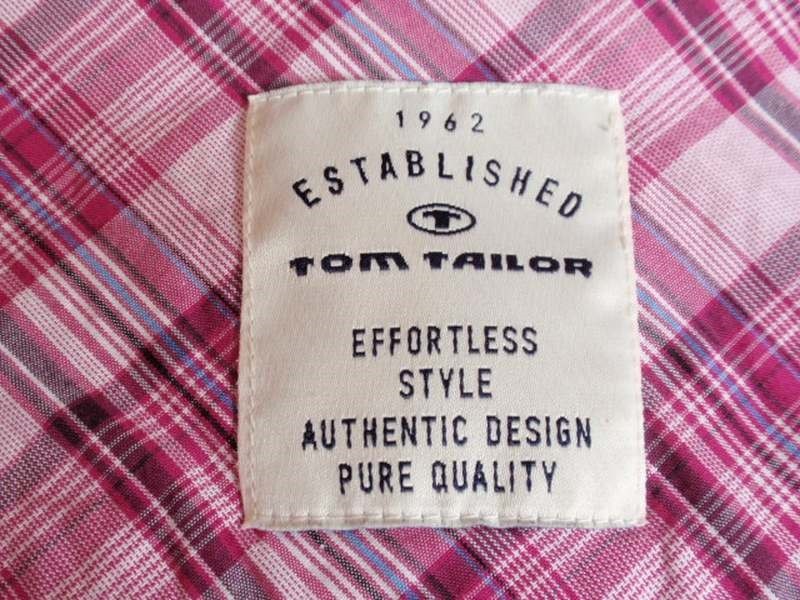 1962
ESTABLISHED
T
TOM TAILOR
EFFORTLESS
STYLE
AUTHENTIC DESIGN
PURE QUALITY